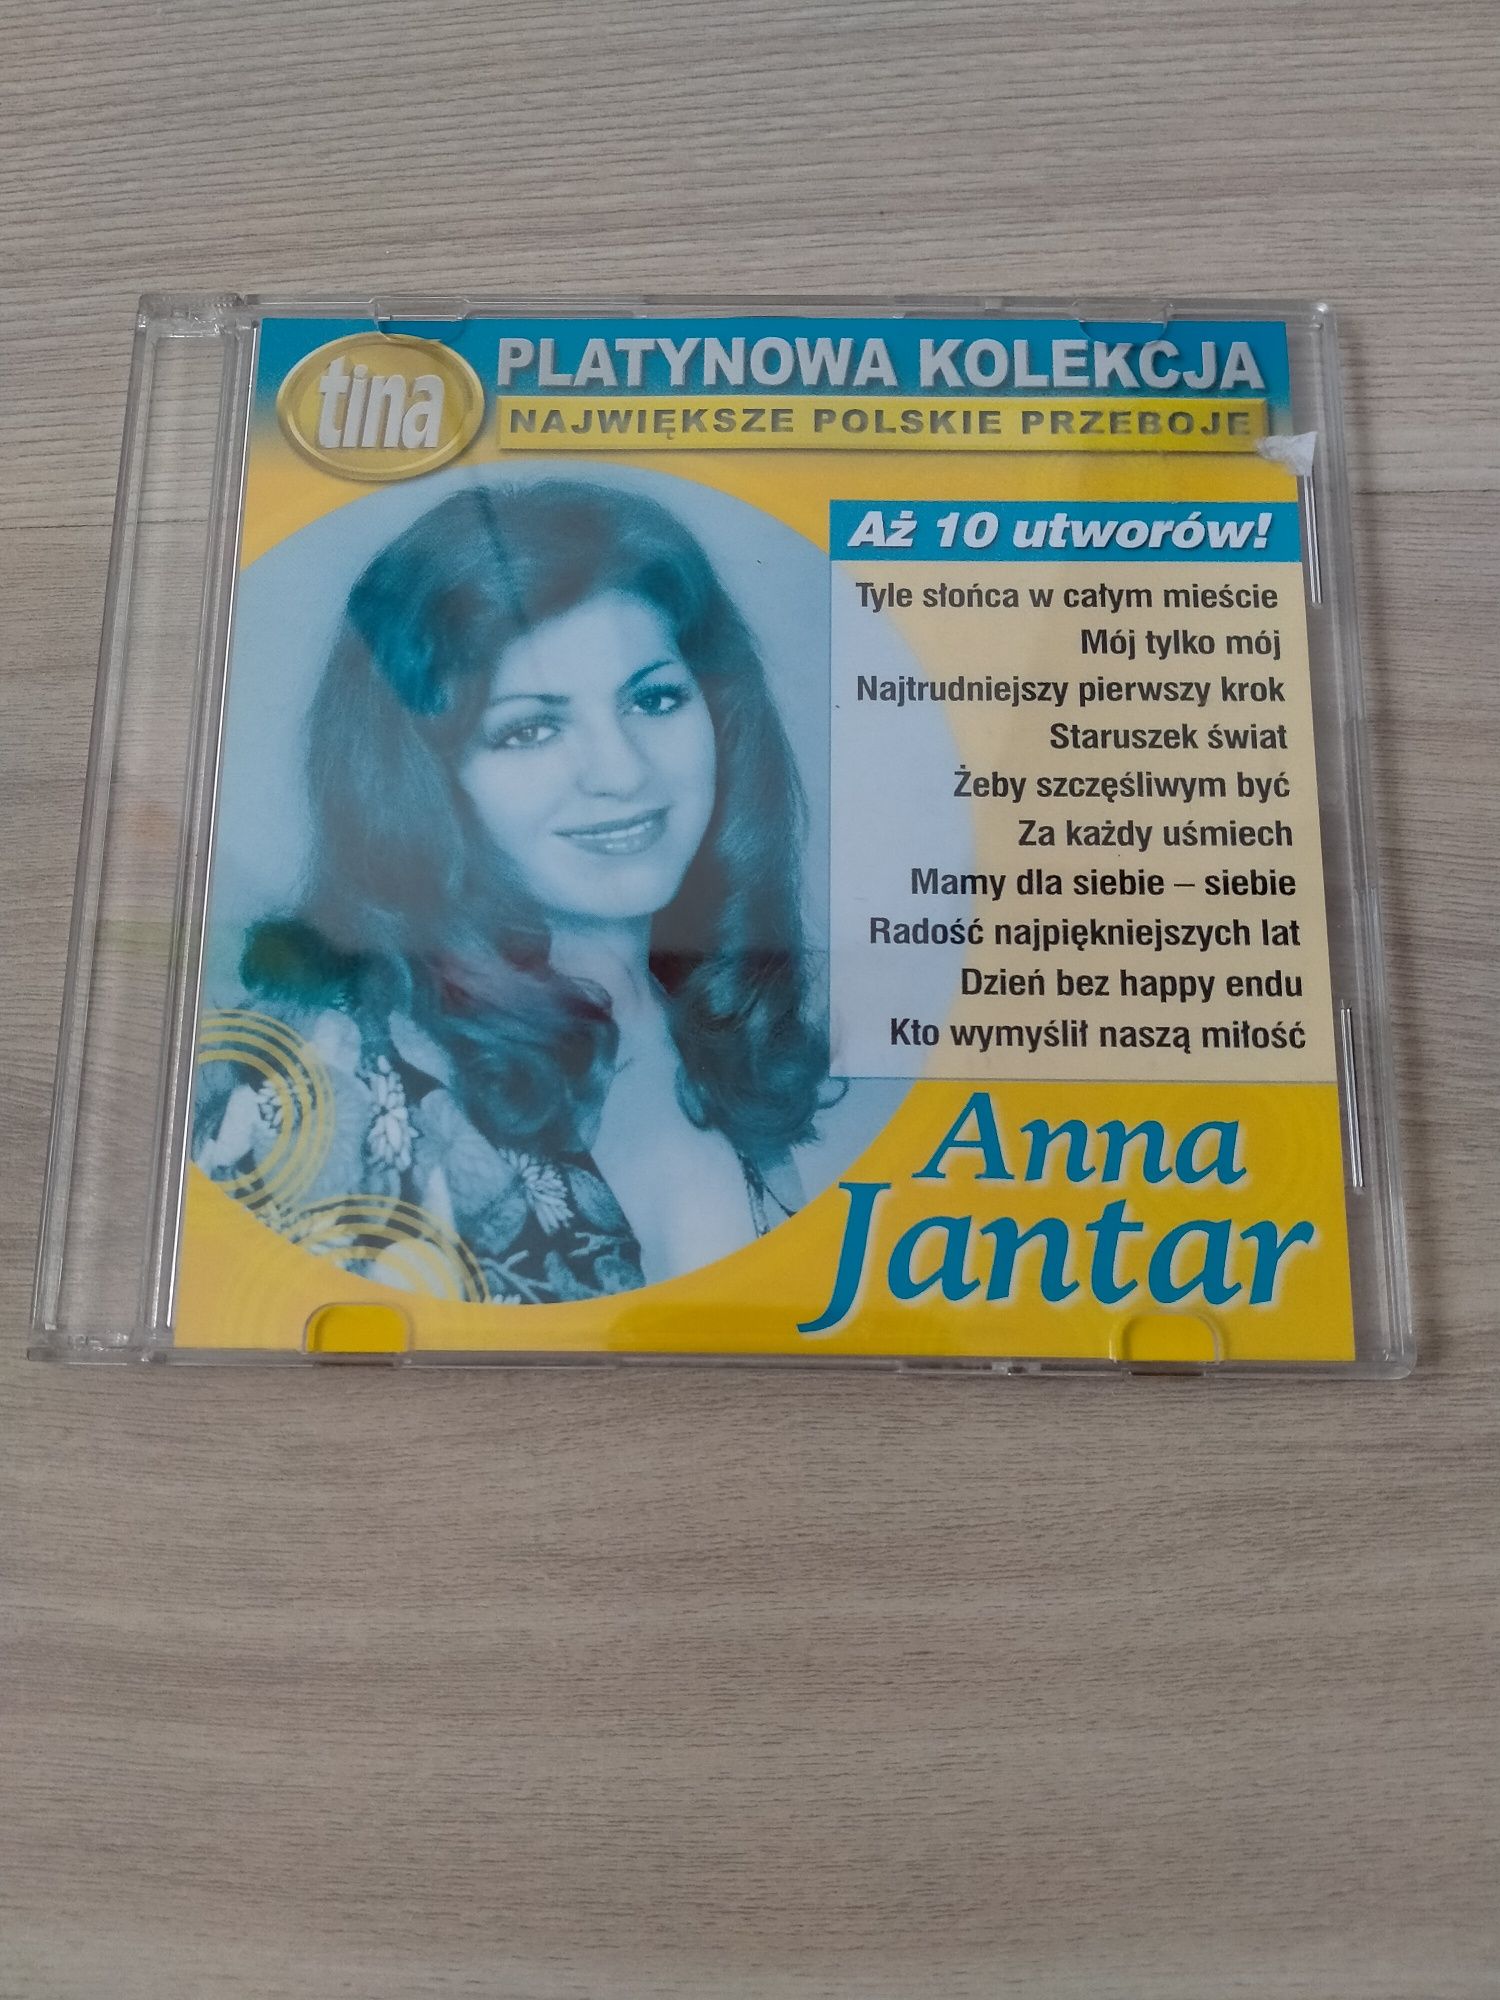 tina
PLATYNOWA KOLEKCJA
NAJWIĘKSZE POLSKIE PRZEBOJE
Aż 10 utworów!
Tyle słońca w całym mieście
Mój tylko mój
Najtrudniejszy pierwszy krok
Staruszek świat
Żeby szczęśliwym być
Za każdy uśmiech
Mamy dla siebie – siebie
Radość najpiękniejszych lat
Dzień bez happy endu
Kto wymyślił naszą miłość
Anna
Jantar